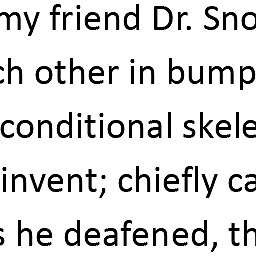 my friend Dr. Sno
ch other in bump
conditional skele
invent; chiefly ca
s he deafened, th